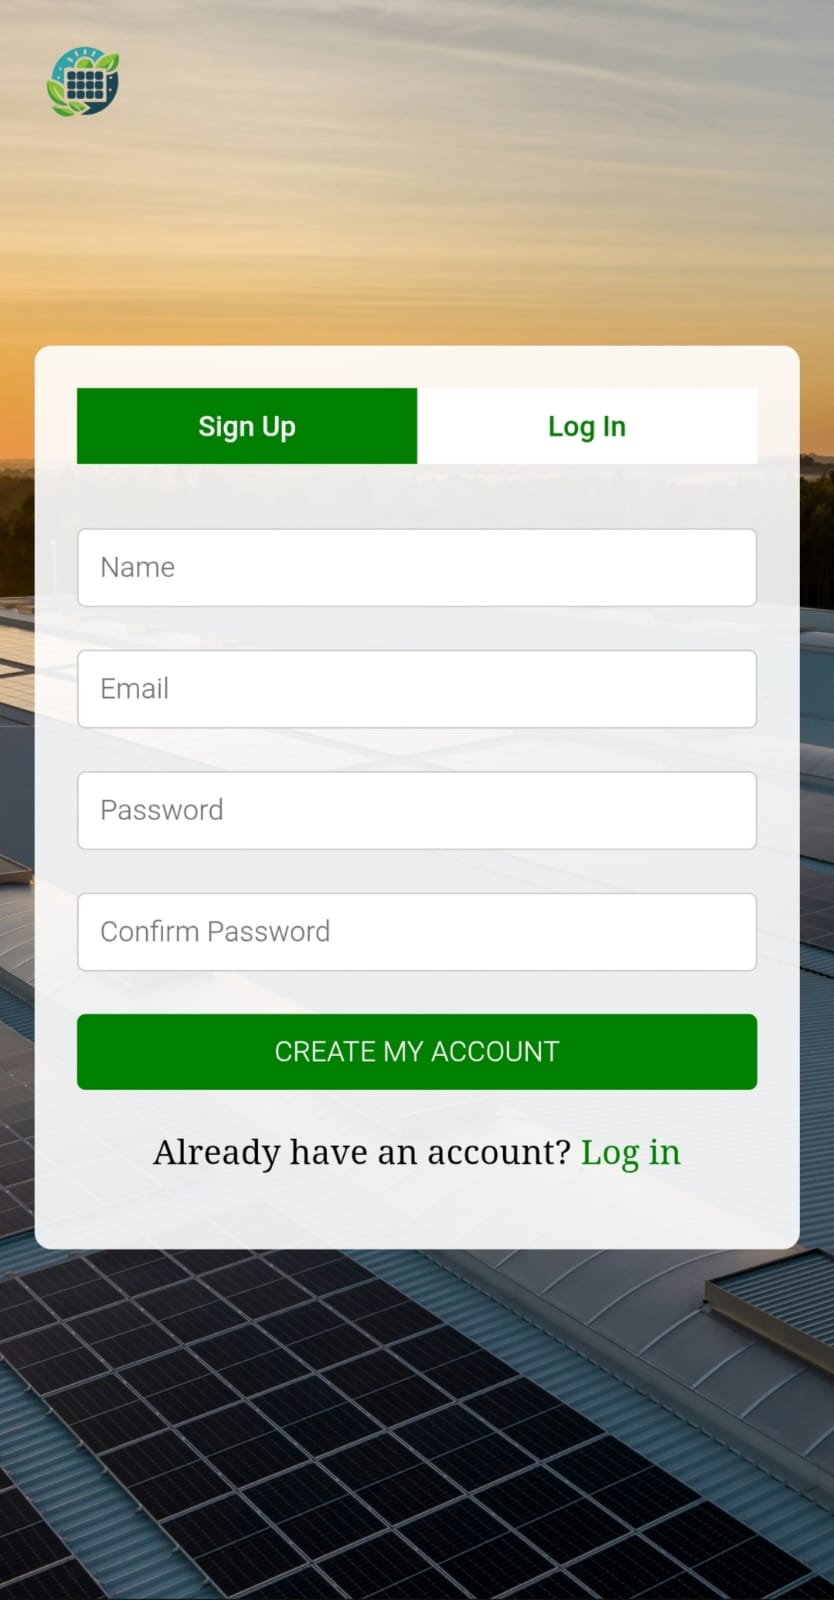 Sign Up
Log In
Name
Email
Password
Confirm Password
CREATE MY ACCOUNT
Already have an account? Log in